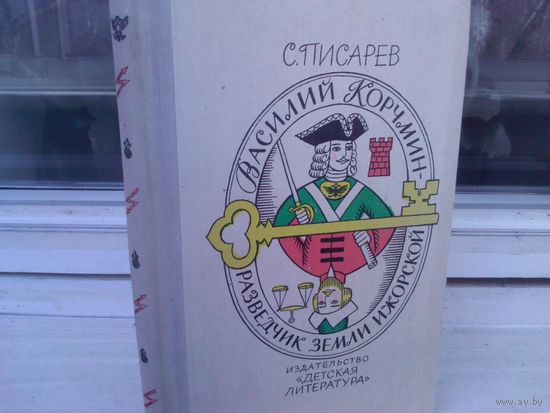 С. ПИСАРЕВ
ВАСИЛИЙ КОРЧМИН-
РАЗВЕДЧИК ЗЕМЛИ ИЖОРСКОЙ
ИЗДАТЕЛЬСТВО
«ДЕТСКАЯ
ЛИТЕРАТУРА»
www.ay.by